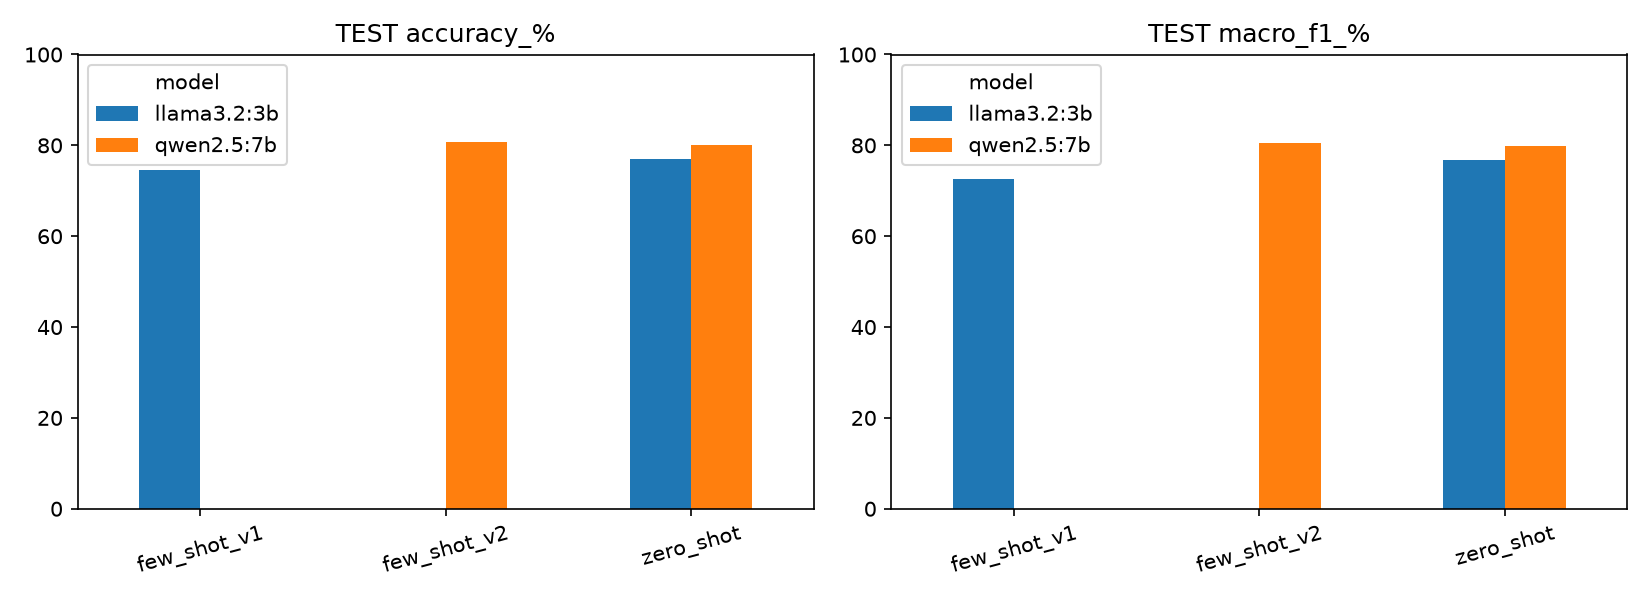 TEST accuracy_%
100
80
60
40
20
0
model
llama3.2:3b
qwen2.5:7b
few_shot_v1
few_shot_v2
zero_shot
TEST macro_f1_%
100
80
60
40
20
0
model
llama3.2:3b
qwen2.5:7b
few_shot_v1
few_shot_v2
zero_shot